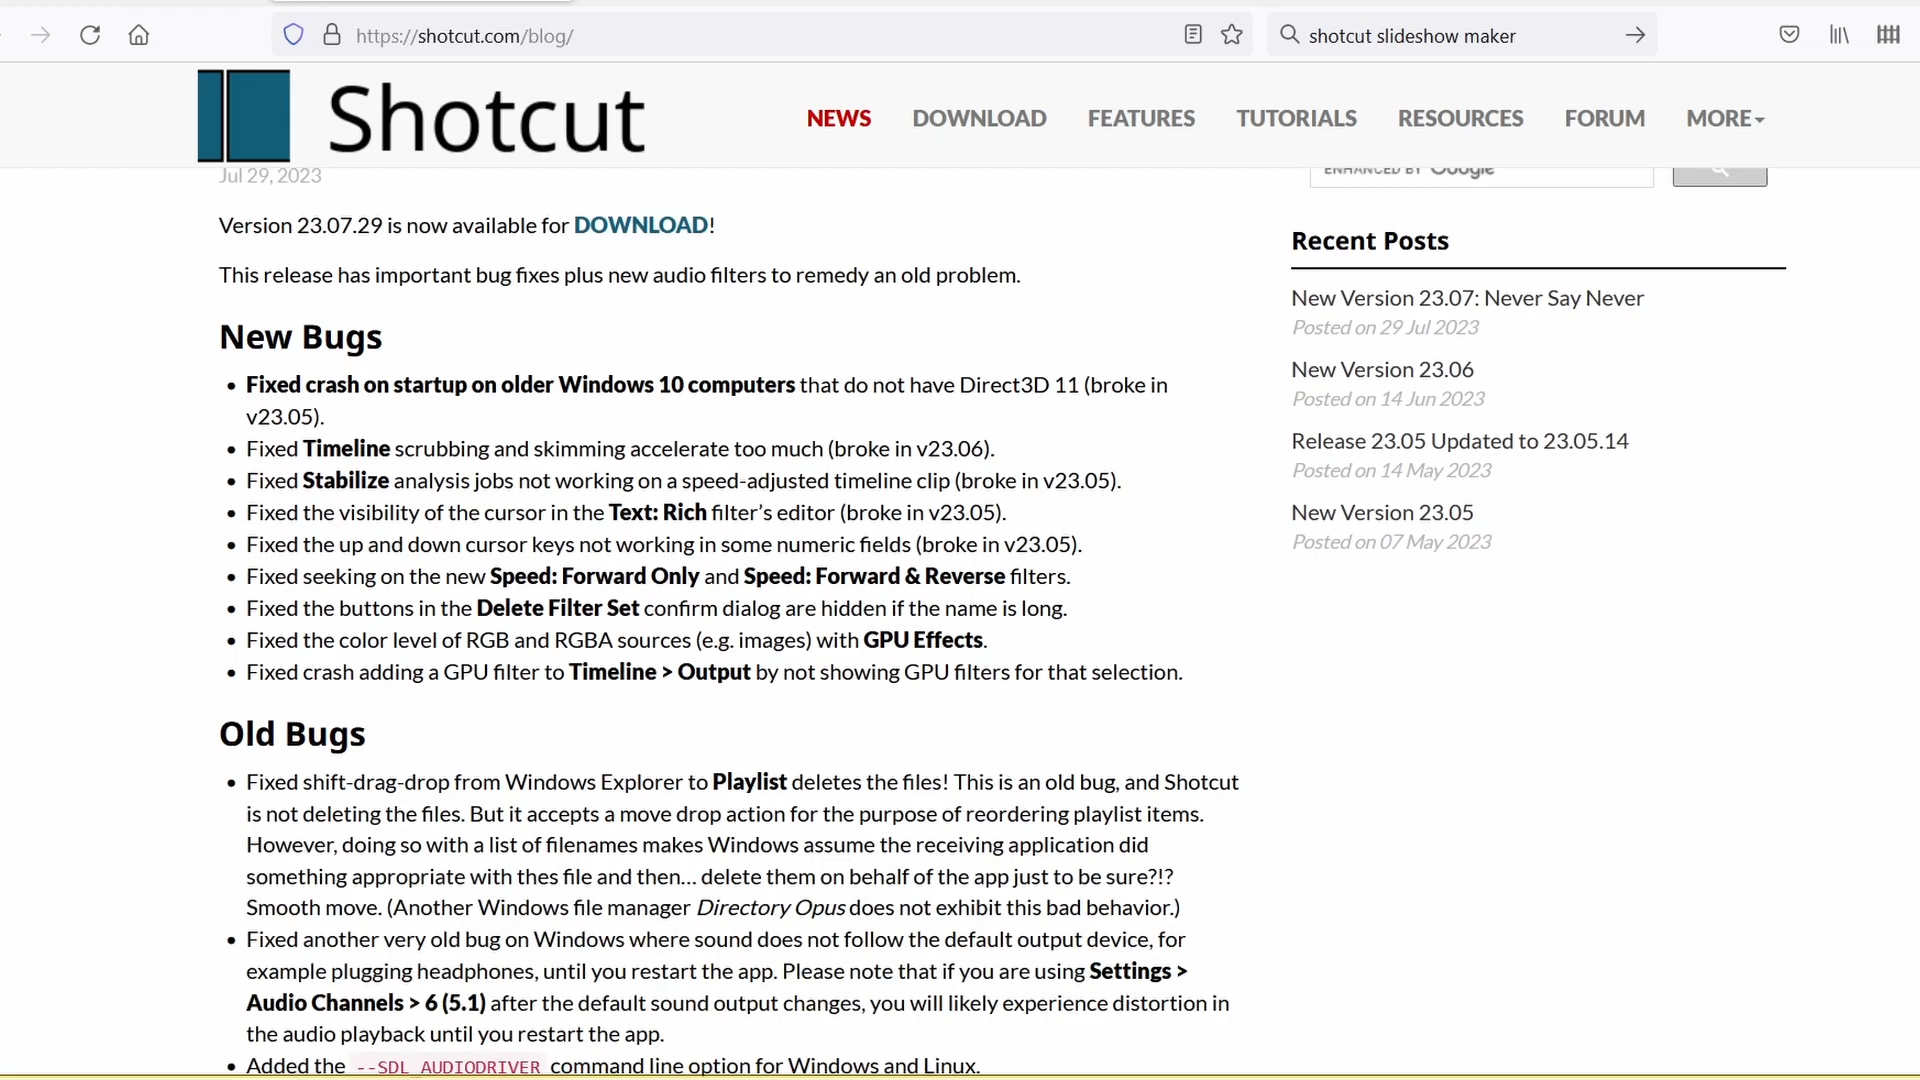 https://shotcut.com/blog/
shotcut slideshow maker
Shotcut
NEWS DOWNLOAD FEATURES TUTORIALS RESOURCES FORUM MORE
Jul 29, 2023
ENHANCED BY Google
Version 23.07.29 is now available for DOWNLOAD!
This release has important bug fixes plus new audio filters to remedy an old problem.
New Bugs
• Fixed crash on startup on older Windows 10 computers that do not have Direct3D 11 (broke in
v23.05).
• Fixed Timeline scrubbing and skimming accelerate too much (broke in v23.06).
• Fixed Stabilize analysis jobs not working on a speed-adjusted timeline clip (broke in v23.05).
• Fixed the visibility of the cursor in the Text: Rich filter’s editor (broke in v23.05).
• Fixed the up and down cursor keys not working in some numeric fields (broke in v23.05).
• Fixed seeking on the new Speed: Forward Only and Speed: Forward & Reverse filters.
• Fixed the buttons in the Delete Filter Set confirm dialog are hidden if the name is long.
• Fixed the color level of RGB and RGBA sources (e.g. images) with GPU Effects.
• Fixed crash adding a GPU filter to Timeline > Output by not showing GPU filters for that selection.
Old Bugs
• Fixed shift-drag-drop from Windows Explorer to Playlist deletes the files! This is an old bug, and Shotcut
is not deleting the files. But it accepts a move drop action for the purpose of reordering playlist items.
However, doing so with a list of filenames makes Windows assume the receiving application did
something appropriate with thes file and then… delete them on behalf of the app just to be sure?!?
Smooth move. (Another Windows file manager Directory Opus does not exhibit this bad behavior.)
• Fixed another very old bug on Windows where sound does not follow the default output device, for
example plugging headphones, until you restart the app. Please note that if you are using Settings >
Audio Channels > 6 (5.1) after the default sound output changes, you will likely experience distortion in
the audio playback until you restart the app.
• Added the --SDL_AUDIODRIVER command line option for Windows and Linux.
Recent Posts
New Version 23.07: Never Say Never
Posted on 29 Jul 2023
New Version 23.06
Posted on 14 Jun 2023
Release 23.05 Updated to 23.05.14
Posted on 14 May 2023
New Version 23.05
Posted on 07 May 2023